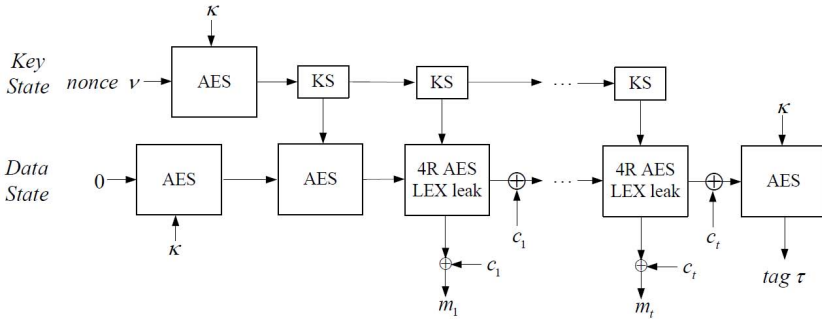 κ
Key
State
nonce ν
AES
KS
KS
...
KS
κ
Data
State
0
AES
AES
4R AES
LEX leak
...
4R AES
LEX leak
AES
κ
c1
ct
c1
ct
tag τ
m1
mt